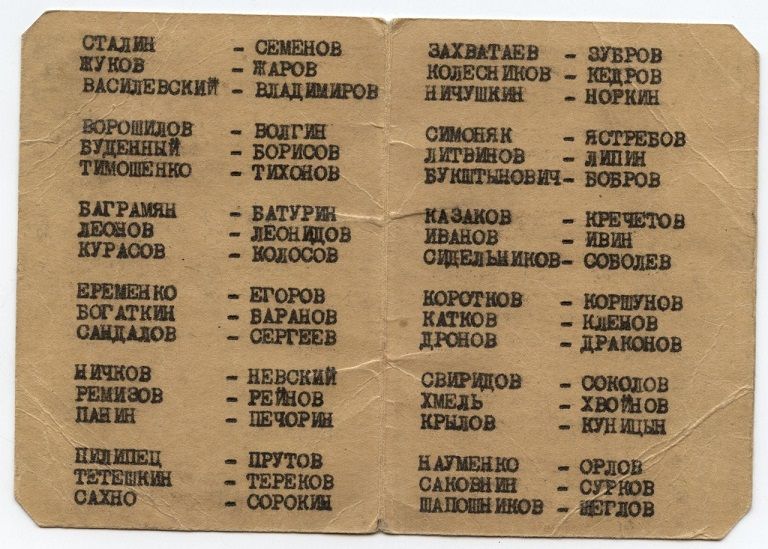 СТАЛИН - СЕМЕНОВ
ЖУКОВ - ЖАРОВ
ВАСИЛЕВСКИЙ - ВЛАДИМИРОВ
ВОРОШИЛОВ - ВОЛГИН
БУДЕННЫЙ - БОРИСОВ
ТИМОШЕНКО - ТИХОНОВ
БАГРАМЯН - БАТУРИН
ЛЕОНОВ - ЛЕОНИДОВ
КУРАСОВ - КОЛОСОВ
ЕРЕМЕНКО - ЕГОРОВ
БОГАТКИН - БАРАНОВ
САНДАЛОВ - СЕРГЕЕВ
НИЧКОВ - НЕВСКИЙ
РЕМИЗОВ - РЕЙНОВ
ПАНИН - ПЕЧОРИН
ПИЛИПЕЦ - ПРУТОВ
ТЕТЕШКИН - ТЕРЕКОВ
САХНО - СОРОКИН
ЗАХВАТАЕВ - ЗУБРОВ
КОЛЕСНИКОВ - КЕДРОВ
НИЧУШКИН - НОРКИН
СИМОНЯК - ЯСТРЕБОВ
ЛИТВИНОВ - ЛИПИН
БУКШТЫНОВИЧ - БОБРОВ
КАЗАКОВ - КРЕЧЕТОВ
ИВАНОВ - ИВИН
СИДЕЛЬНИКОВ - СОБОЛЕВ
КОРОТКОВ - КОРШУНОВ
КАТКОВ - КЛЕНОВ
ДРОНОВ - ДРАКОНОВ
СВИРИДОВ - СОКОЛОВ
ХМЕЛЬ - ХВОЙНОВ
КРЫЛОВ - КУНИЦЫН
НАУМЕНКО - ОРЛОВ
САКОВНИН - СУРКОВ
ШАПОШНИКОВ - ЩЕГЛОВ